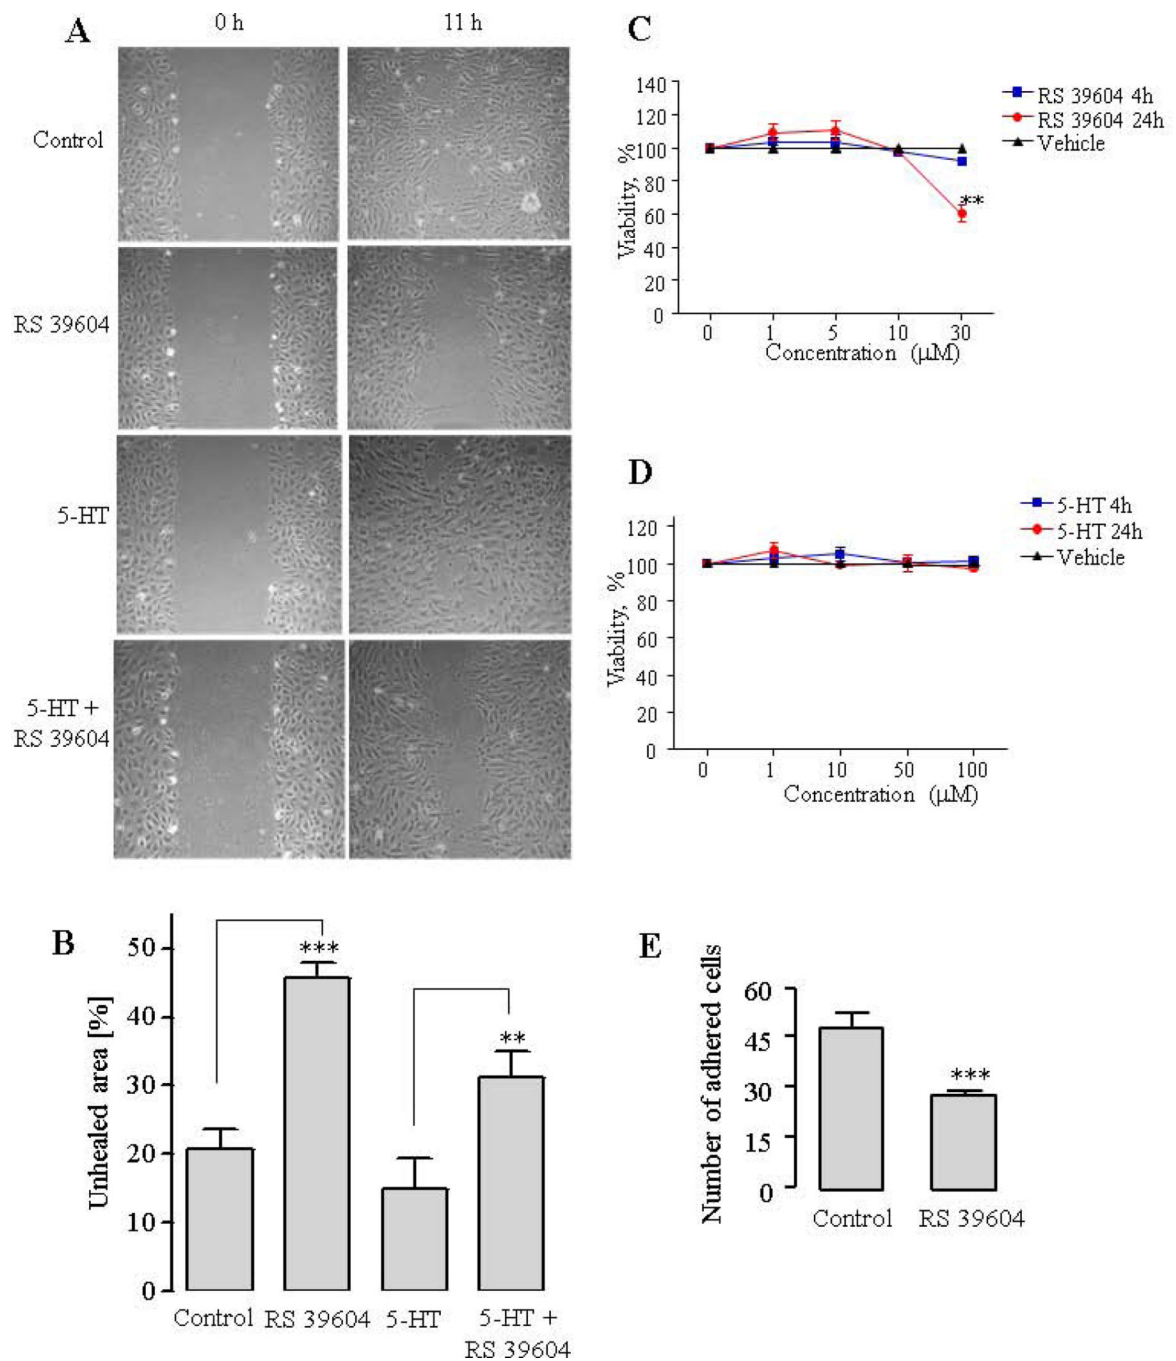 A
0 h
11 h
Control
RS 39604
5-HT
5-HT +
RS 39604
B
Unhealed area [%]
50
40
30
20
10
0
***
**
Control
RS 39604
5-HT
5-HT +
RS 39604
C
Viability, %
140
120
100
80
60
40
20
0
**
0
1
5
10
30
Concentration (μM)
RS 39604 4h
RS 39604 24h
Vehicle
D
Viability, %
120
100
80
60
40
20
0
0
1
10
50
100
Concentration (μM)
5-HT 4h
5-HT 24h
Vehicle
E
Number of adhered cells
60
45
30
15
0
***
Control
RS 39604